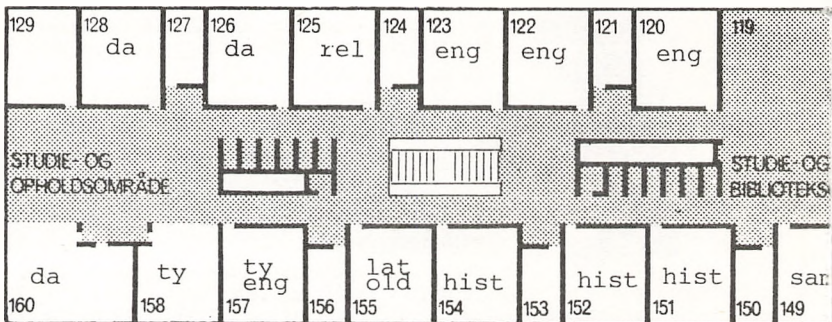 129 128 127 126 125 124 123 122 121 120 119
da da rel eng eng eng
STUDIE- OG
OPHOLDSOMRÅDE
STUDIE-OG
BIBLIOTEKS
da ty ty
eng lat
old hist hist hist sam
160 158 157 156 155 154 153 152 151 150 149